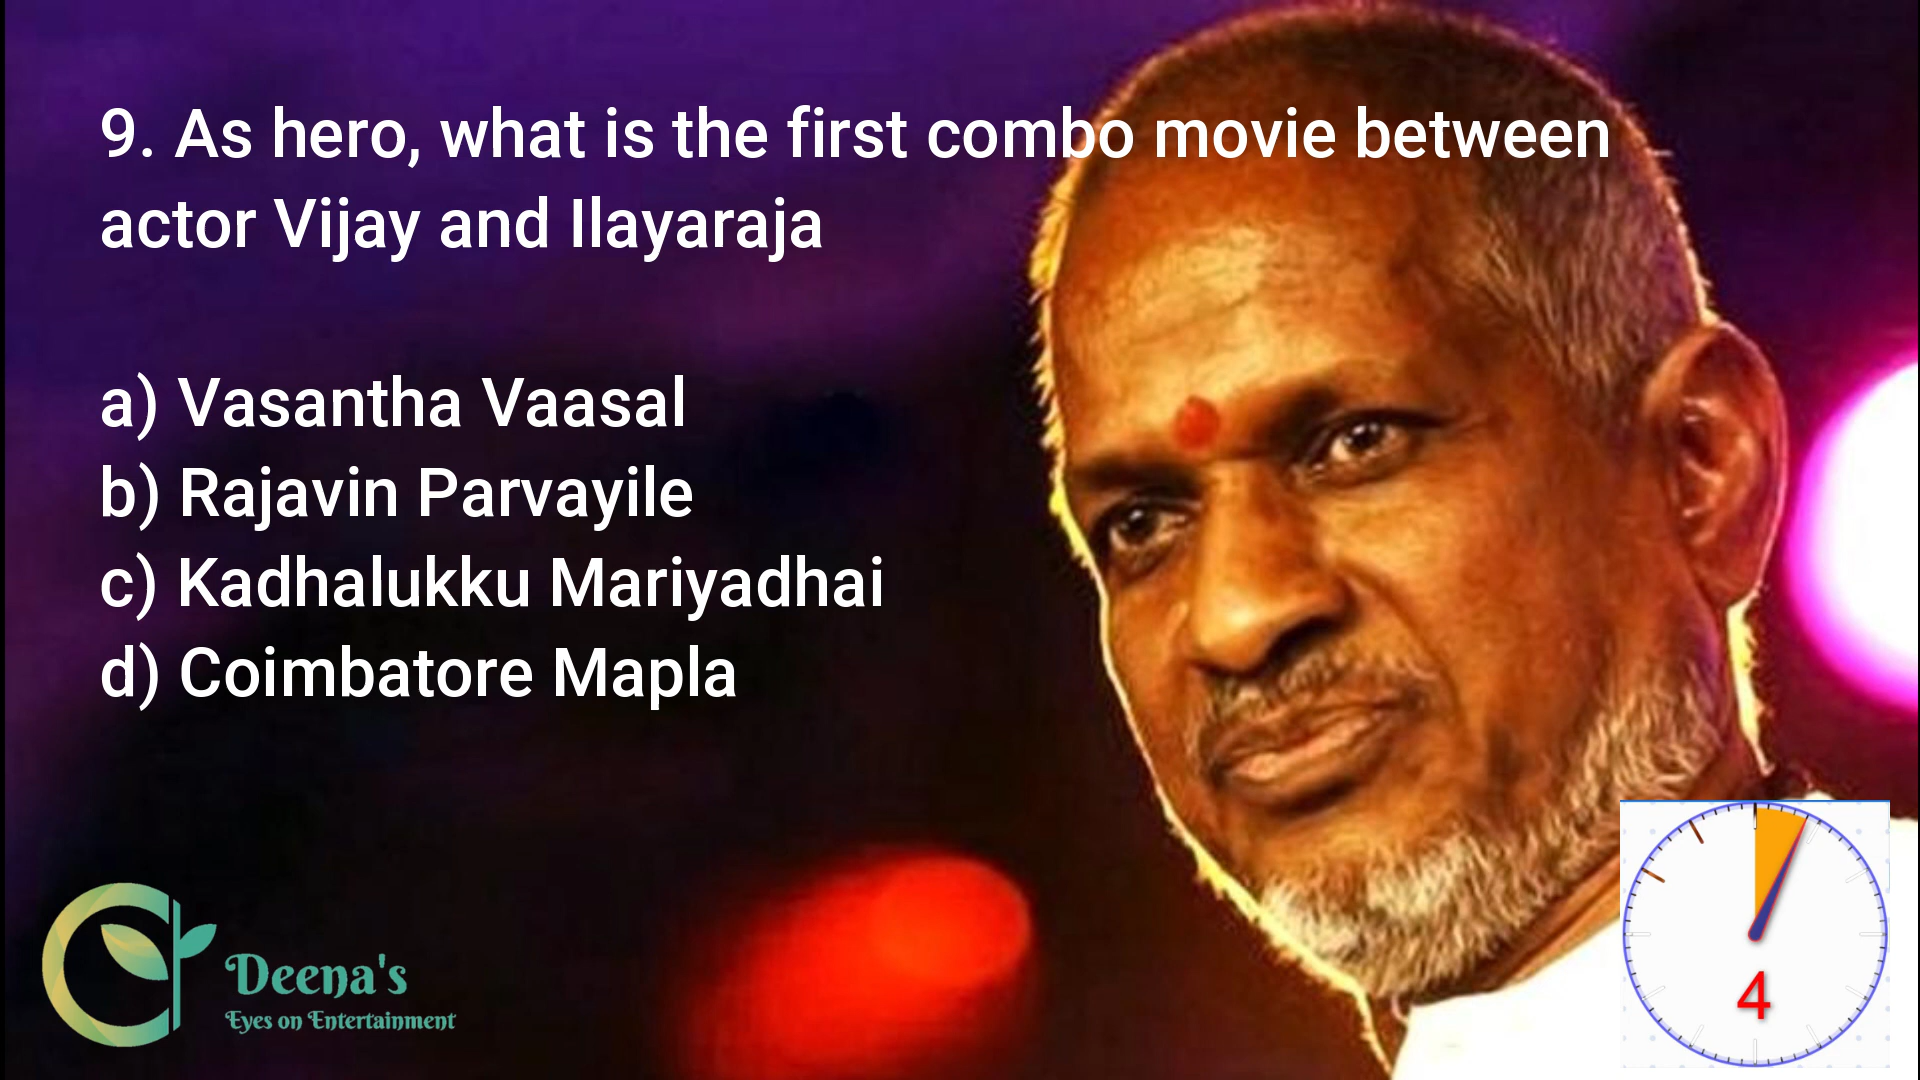 9. As hero, what is the first combo movie between
actor Vijay and Ilayaraja
a) Vasantha Vaasal
b) Rajavin Parvayile
c) Kadhalukku Mariyadhai
d) Coimbatore Mapla
Deena's
Eyes on Entertainment
4